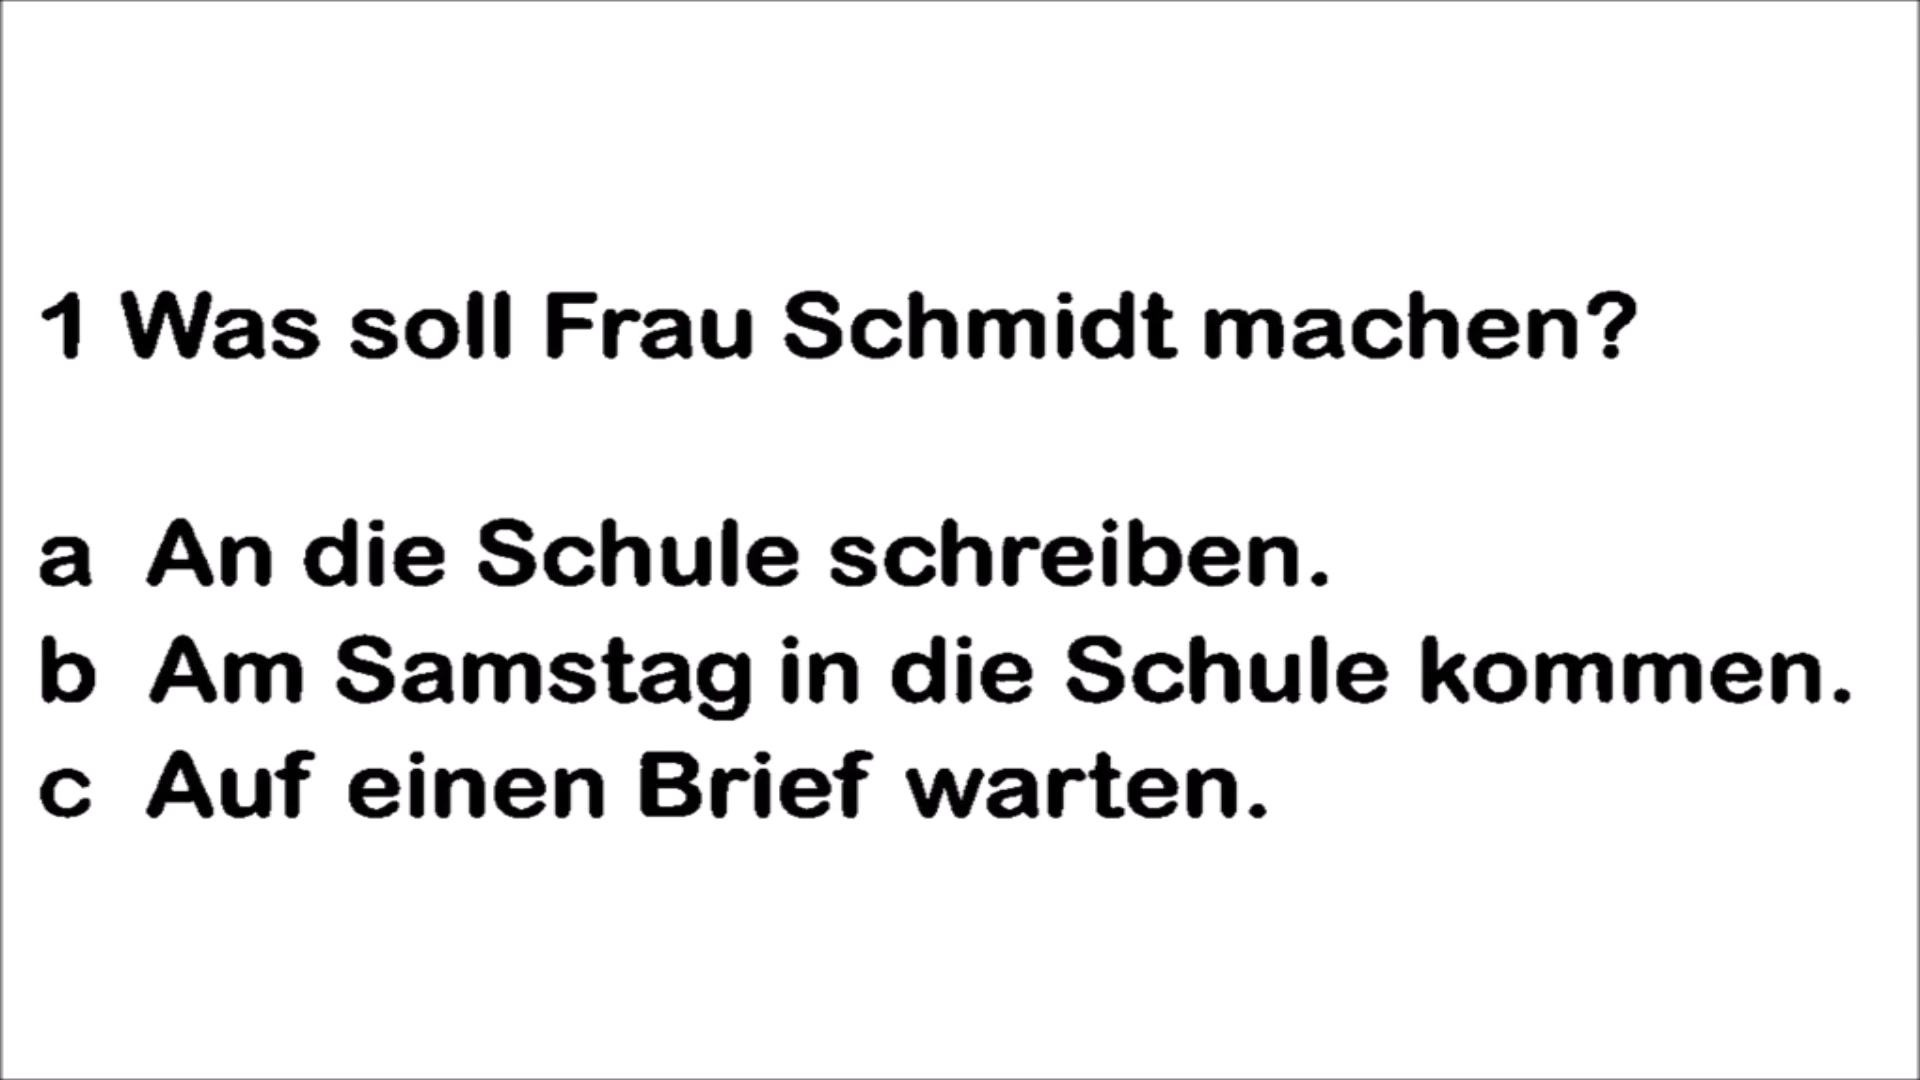 1 Was soll Frau Schmidt machen?
a An die Schule schreiben.
b Am Samstag in die Schule kommen.
c Auf einen Brief warten.